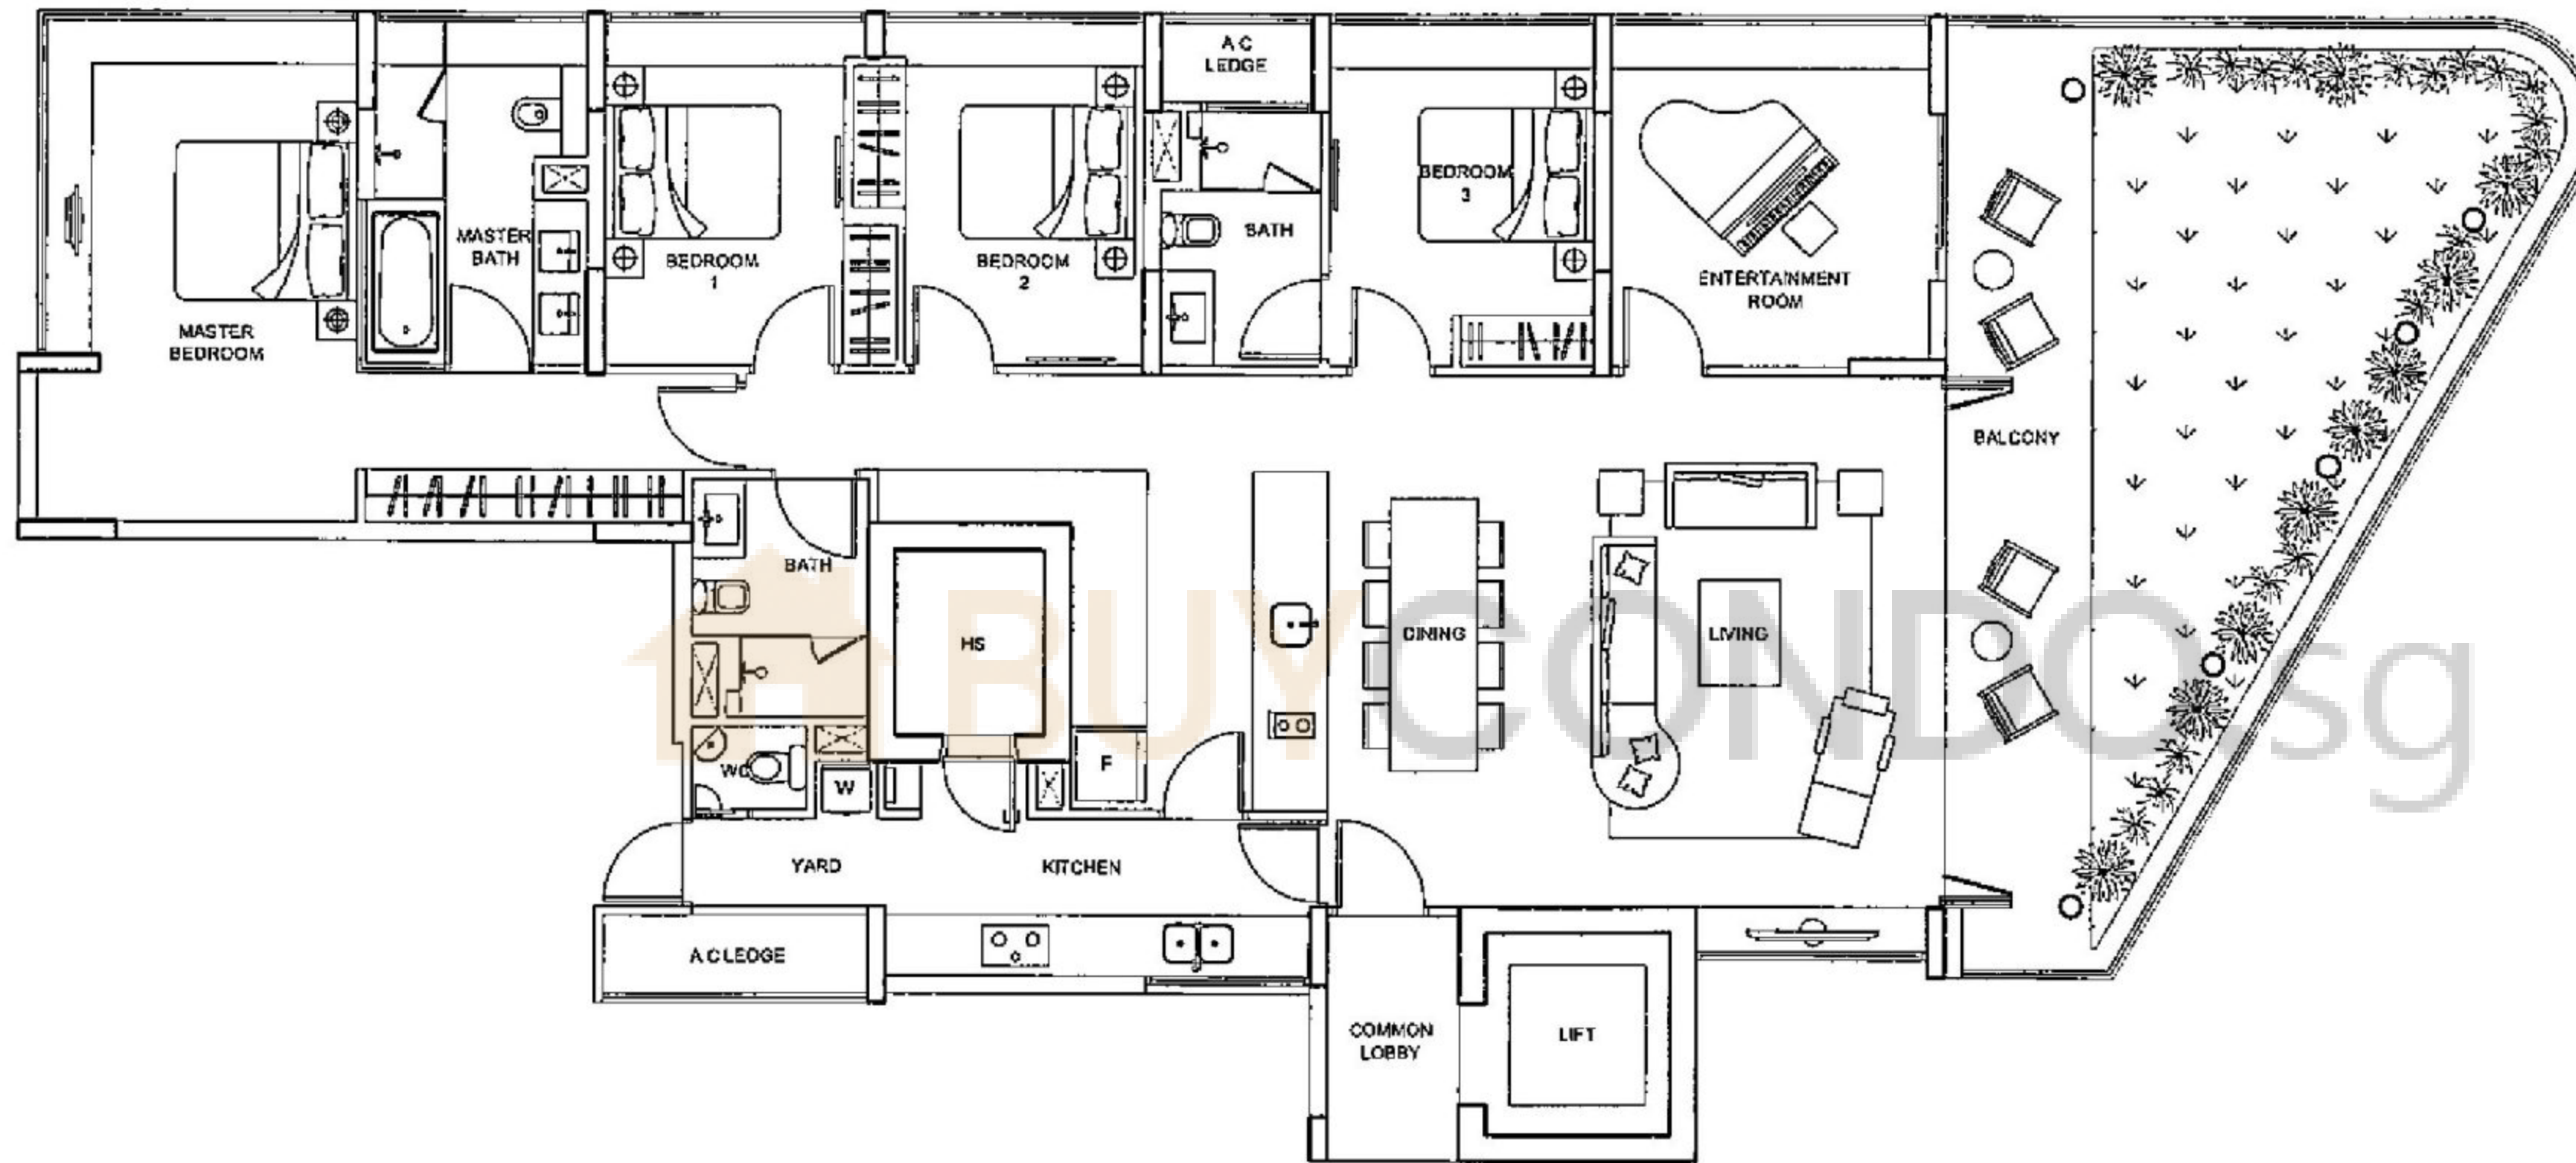 A C
LEDGE
MASTER
BATH
BEDROOM
1
BEDROOM
2
BATH
BEDROOM
3
ENTERTAINMENT
ROOM
MASTER
BEDROOM
BALCONY
BATH
HS
DINING
LIVING
BUYCONDO.sg
WC
W
F
YARD
KITCHEN
A C LEDGE
COMMON
LOBBY
LIFT